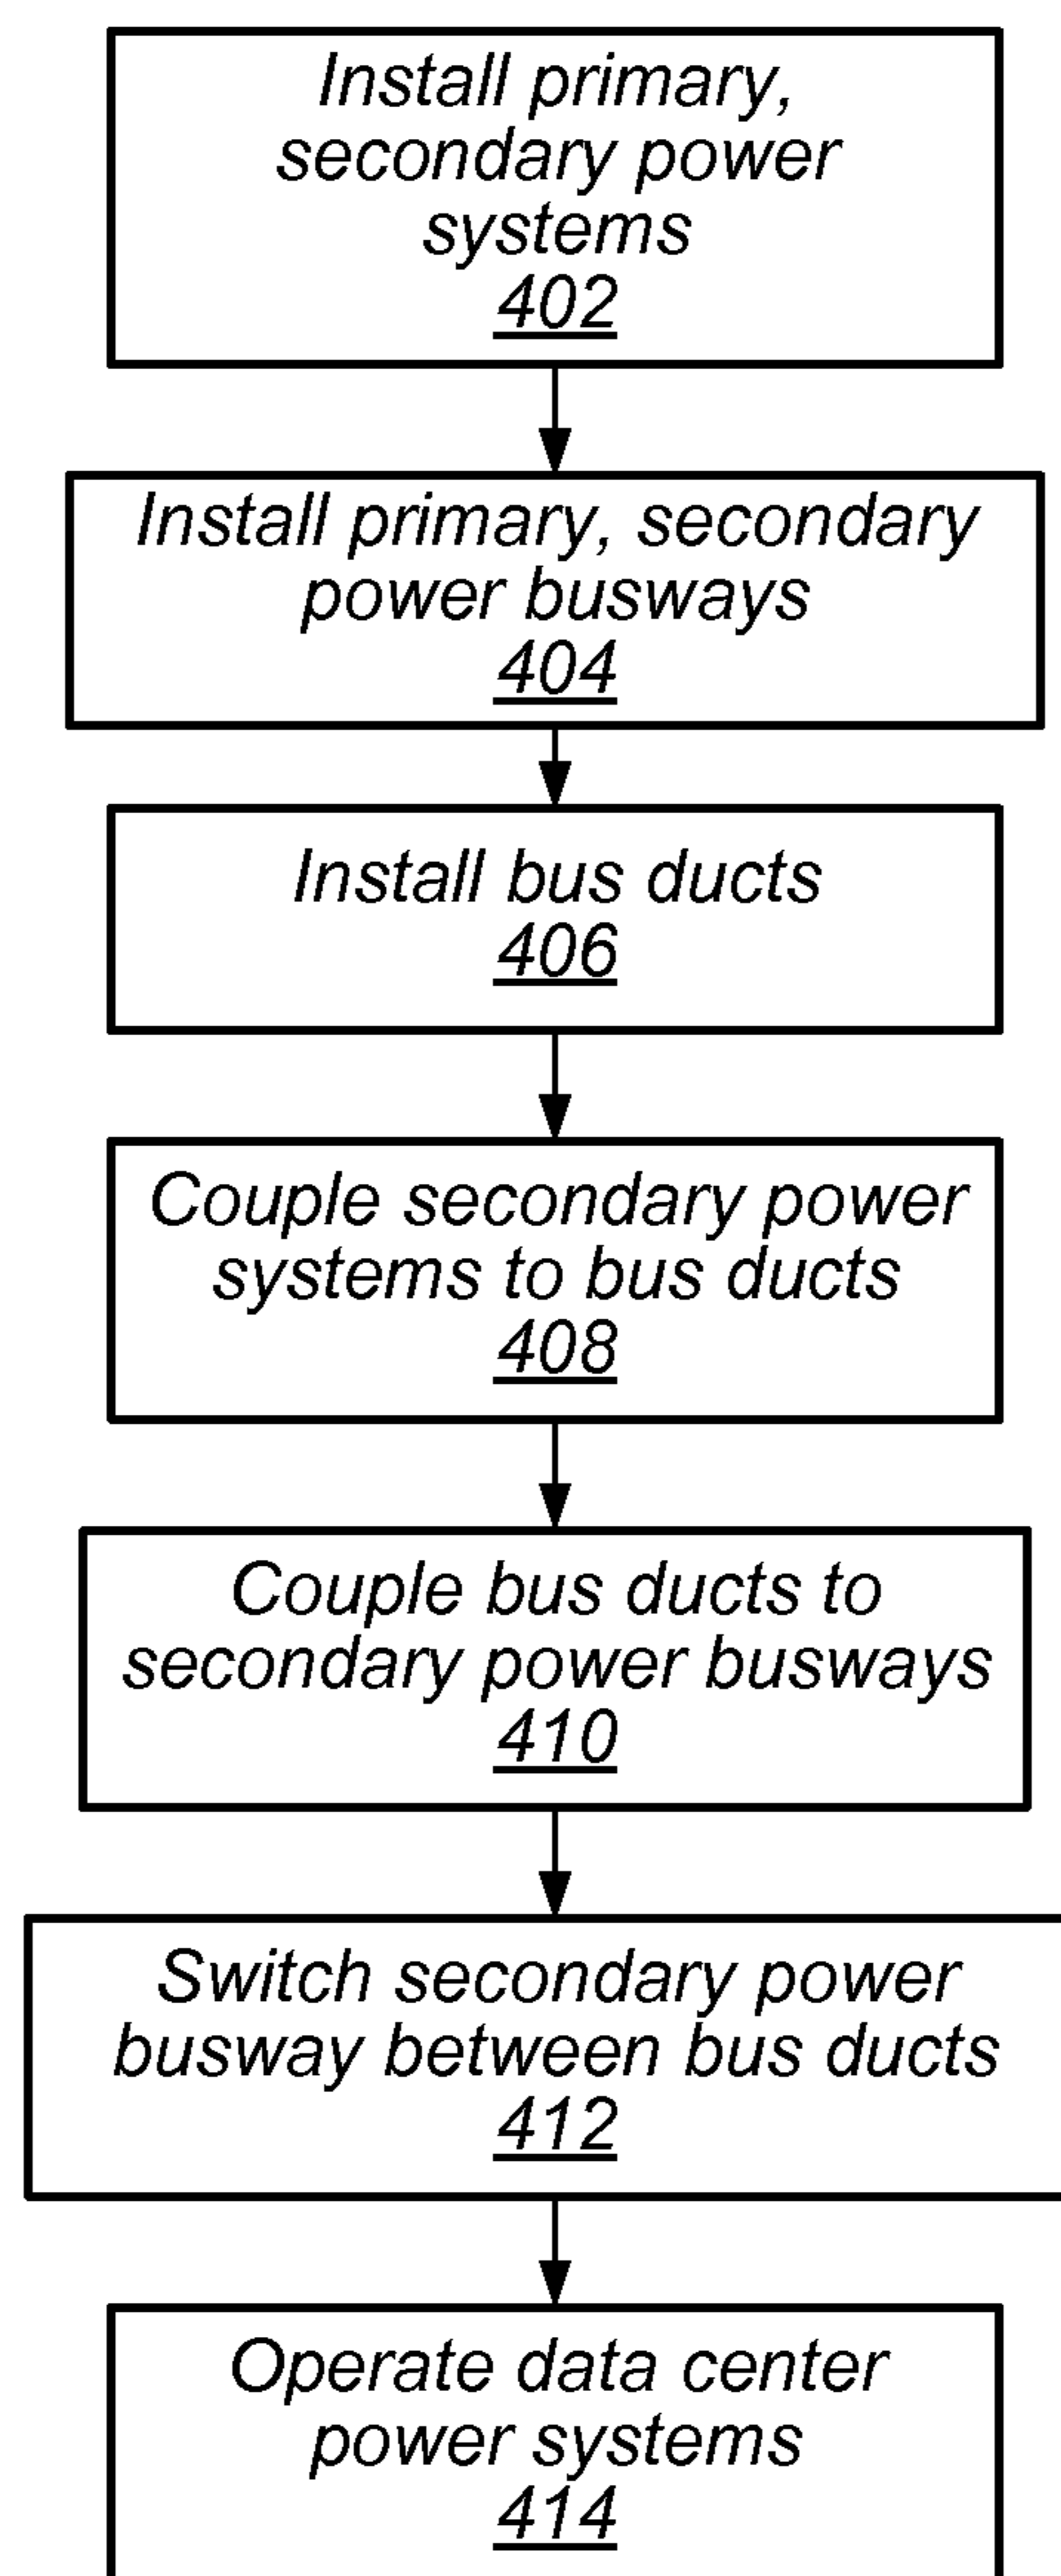 Install primary,
secondary power
systems
402
Install primary, secondary
power busways
404
Install bus ducts
406
Couple secondary power
systems to bus ducts
408
Couple bus ducts to
secondary power busways
410
Switch secondary power
busway between bus ducts
412
Operate data center
power systems
414